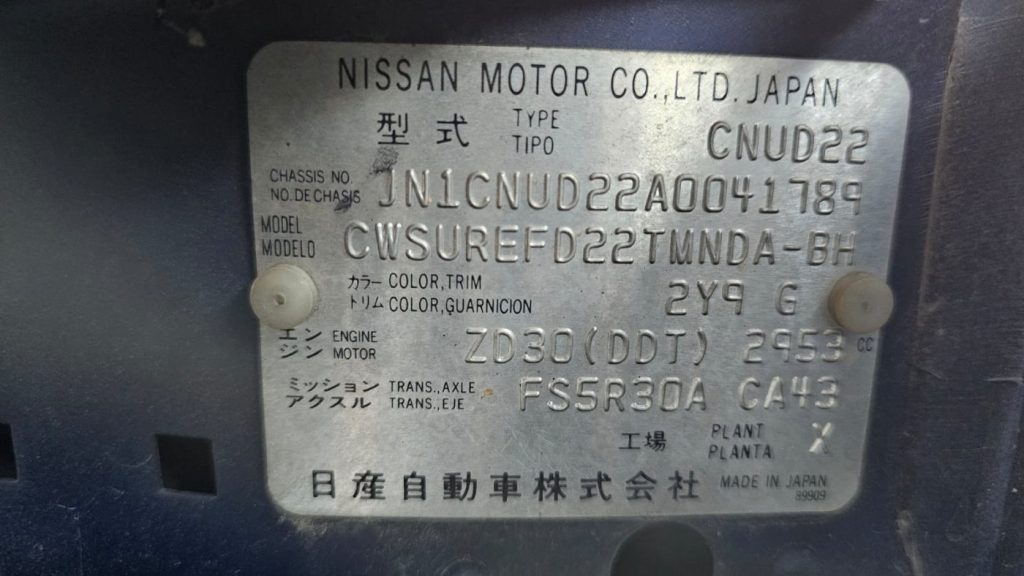 NISSAN MOTOR CO.,LTD. JAPAN
型式 TYPE TIPO CNUD22
CHASSIS NO. NO. DE CHASIS JN1CNUD22A0041789
MODEL MODELO CWSUREFD22TMNDA-BH
カラー COLOR,TRIM
トリム COLOR,GUARNICION 2Y9 G
エンジン ENGINE MOTOR ZD30(DDT) 2953 CC
ミッション TRANS.,AXLE
アクスル TRANS.,EJE FS5R30A CA43
工場 PLANT PLANTA X
日産自動車株式会社 MADE IN JAPAN
99909